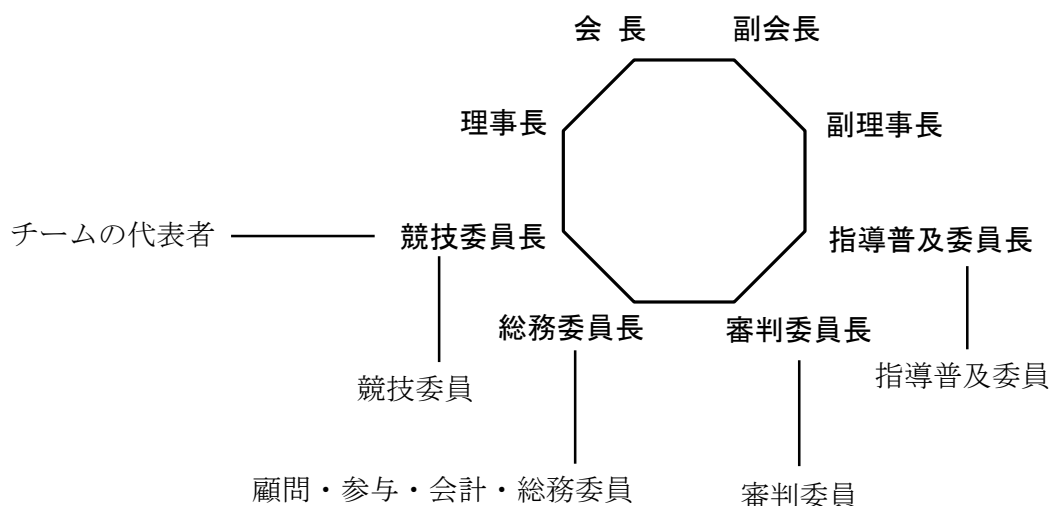 会 長 副会長
理事長 副理事長
チームの代表者 競技委員長 指導普及委員長
総務委員長 審判委員長
競技委員 指導普及委員
顧問・参与・会計・総務委員 審判委員